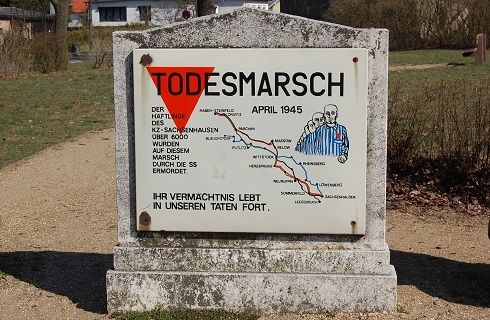 TODESMARSCH
APRIL 1945
DER
HÄFTLINGE
DES
KZ-SACHSENHAUSEN
ÜBER 6000
WURDEN
AUF DIESEM
MARSCH
DURCH DIE SS
ERMORDET.
RABEN-STEINFELD
PARCHIM
MASSOW
BELOW
PUTLITZ
WITTSTOCK
HERZSPRUNG
RHEINSBERG
NEURUPPIN
LÖWENBERG
SOMMERFELD
SACHSENHAUSEN
LEEGEBRUCH
IHR VERMÄCHTNIS LEBT
IN UNSEREN TATEN FORT.